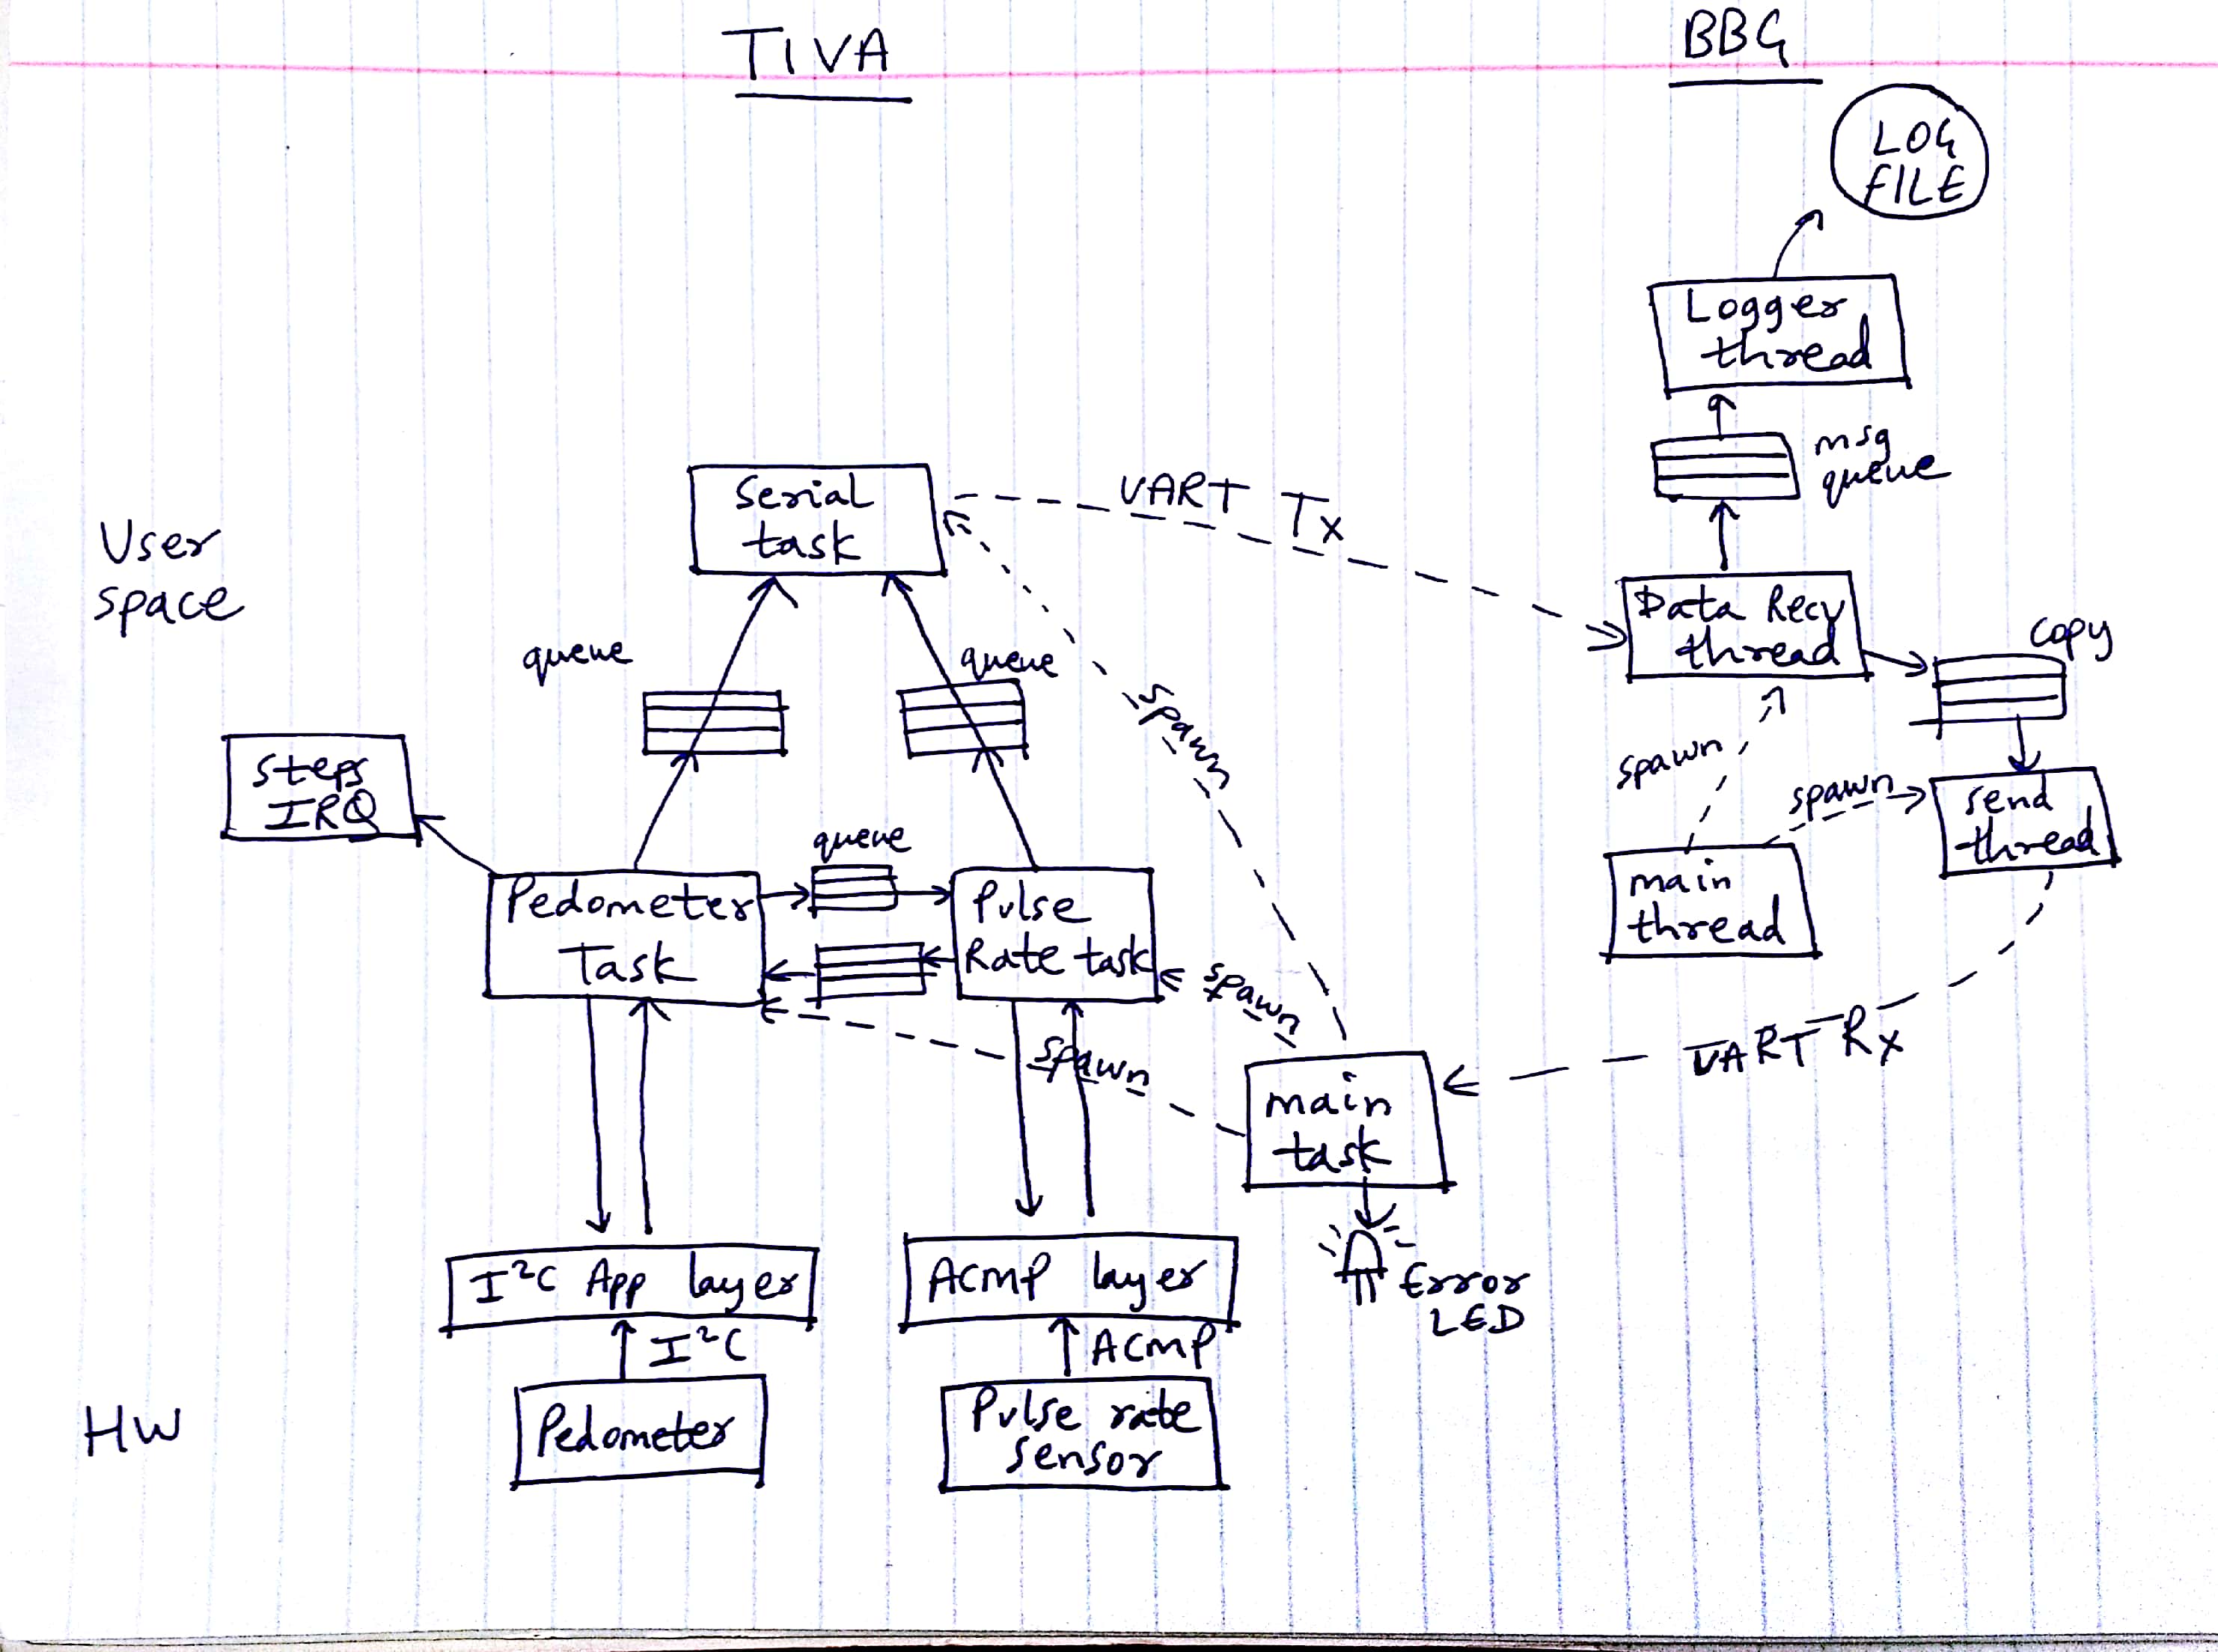 TIVA
BBG
LOG
FILE
Logger
thread
msg
queue
Serial
task
UART Tx
User
space
Data Recv
thread
copy
queue
queue
spawn
spawn
spawn
steps
IRQ
send
thread
queue
main
thread
Pedometer
Task
Pulse
Rate task
spawn
spawn
UART Rx
main
task
I²C App layer
ACMP layer
Error
LED
I²C
ACMP
HW
Pedometer
Pulse rate
sensor